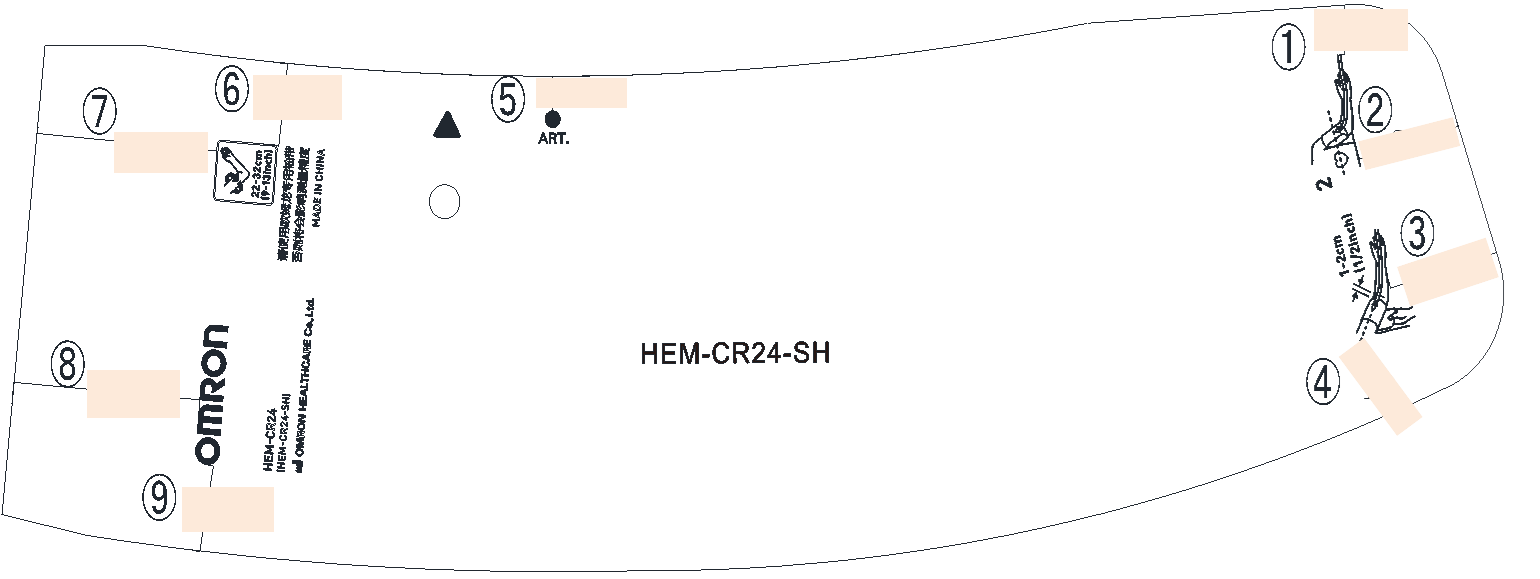 ①
②
③
④
⑤
⑥
⑦
⑧
⑨
ART.
22-32cm
(9-13inch)
请使用欧姆龙专用袖带
否则将会影响测量精度
MADE IN CHINA
OMRON
HEM-CR24
(HEM-CR24-SH)
OMRON HEALTHCARE Co.,Ltd.
HEM-CR24-SH
2
1-2cm
(1/2inch)